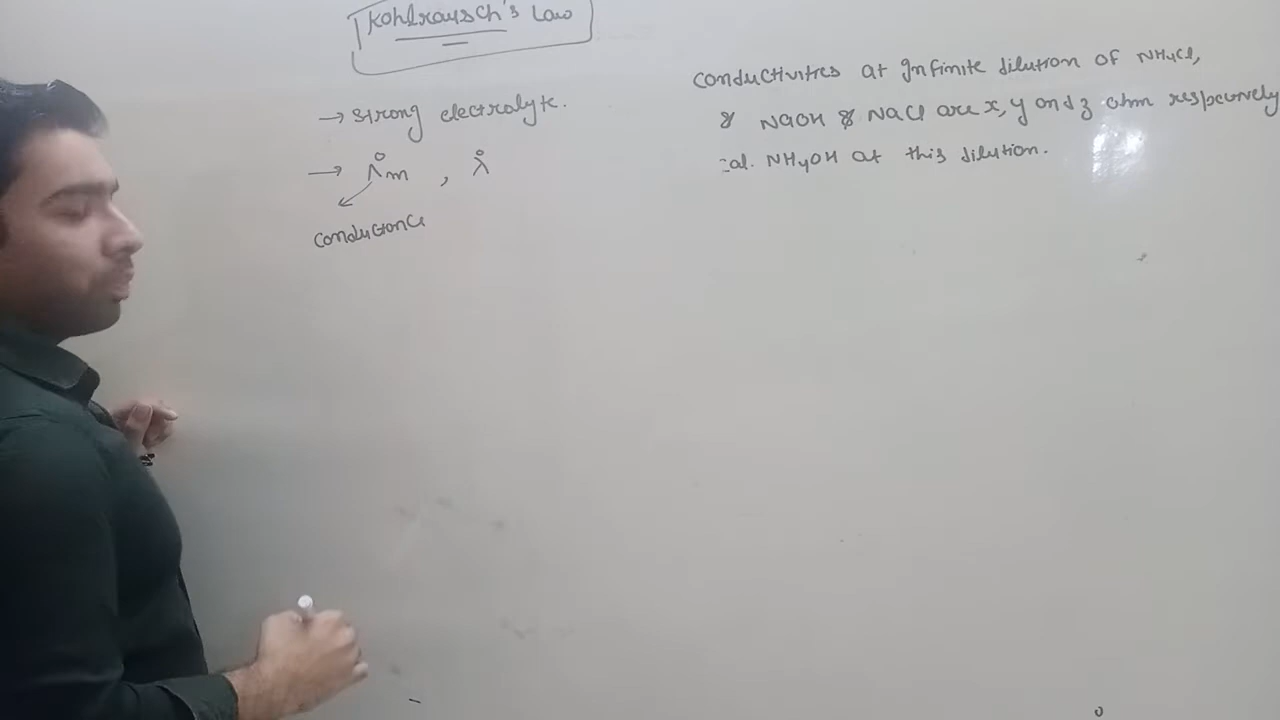 Kohlrausch's Law
→ strong electrolyte.
→ Λ°m , λ°
conductance
conductivities at Infinite dilution of NH4Cl,
& NaOH & NaCl are x, y and z ohm respectively
cal. NH4OH at this dilution.